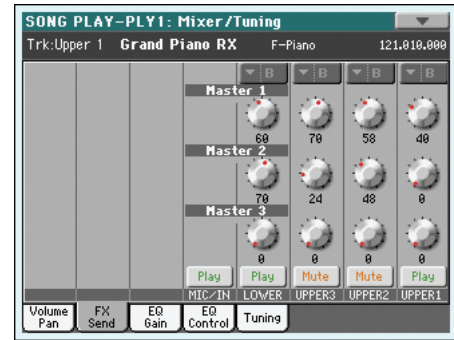 SONG PLAY-PLY1: Mixer/Tuning
Trk:Upper 1 Grand Piano RX F-Piano 121.010.000
B B B B
Master 1
60 70 58 40
Master 2
70 24 48 0
Master 3
0 0 0 0
Play Play Mute Mute Play
MIC/IN LOWER UPPER3 UPPER2 UPPER1
Volume Pan FX Send EQ Gain EQ Control Tuning